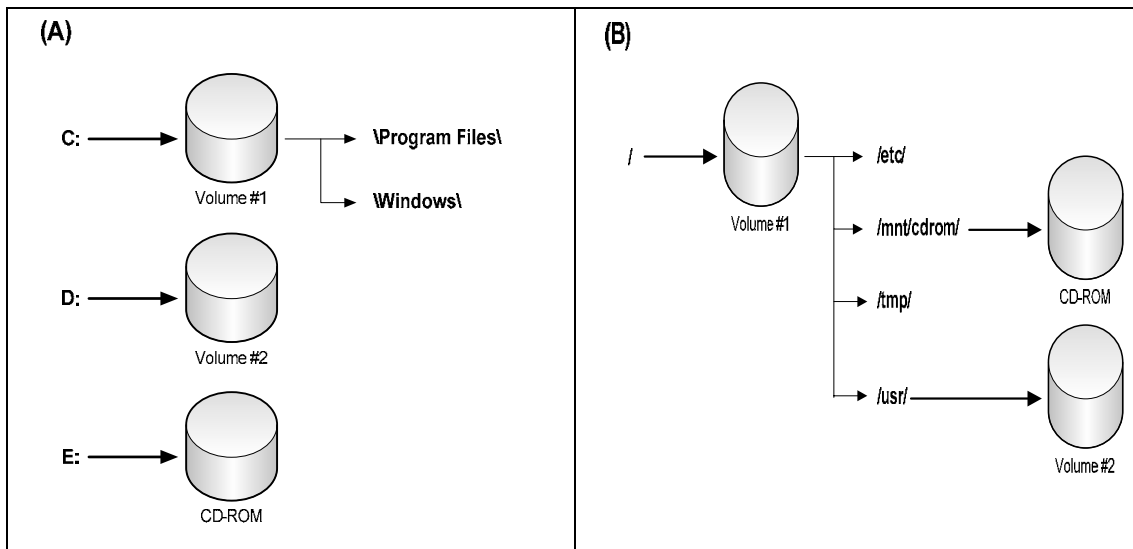 (A)
C:
Volume #1
\Program Files\
\Windows\
D:
Volume #2
E:
CD-ROM
(B)
/
Volume #1
/etc/
/mnt/cdrom/
CD-ROM
/tmp/
/usr/
Volume #2